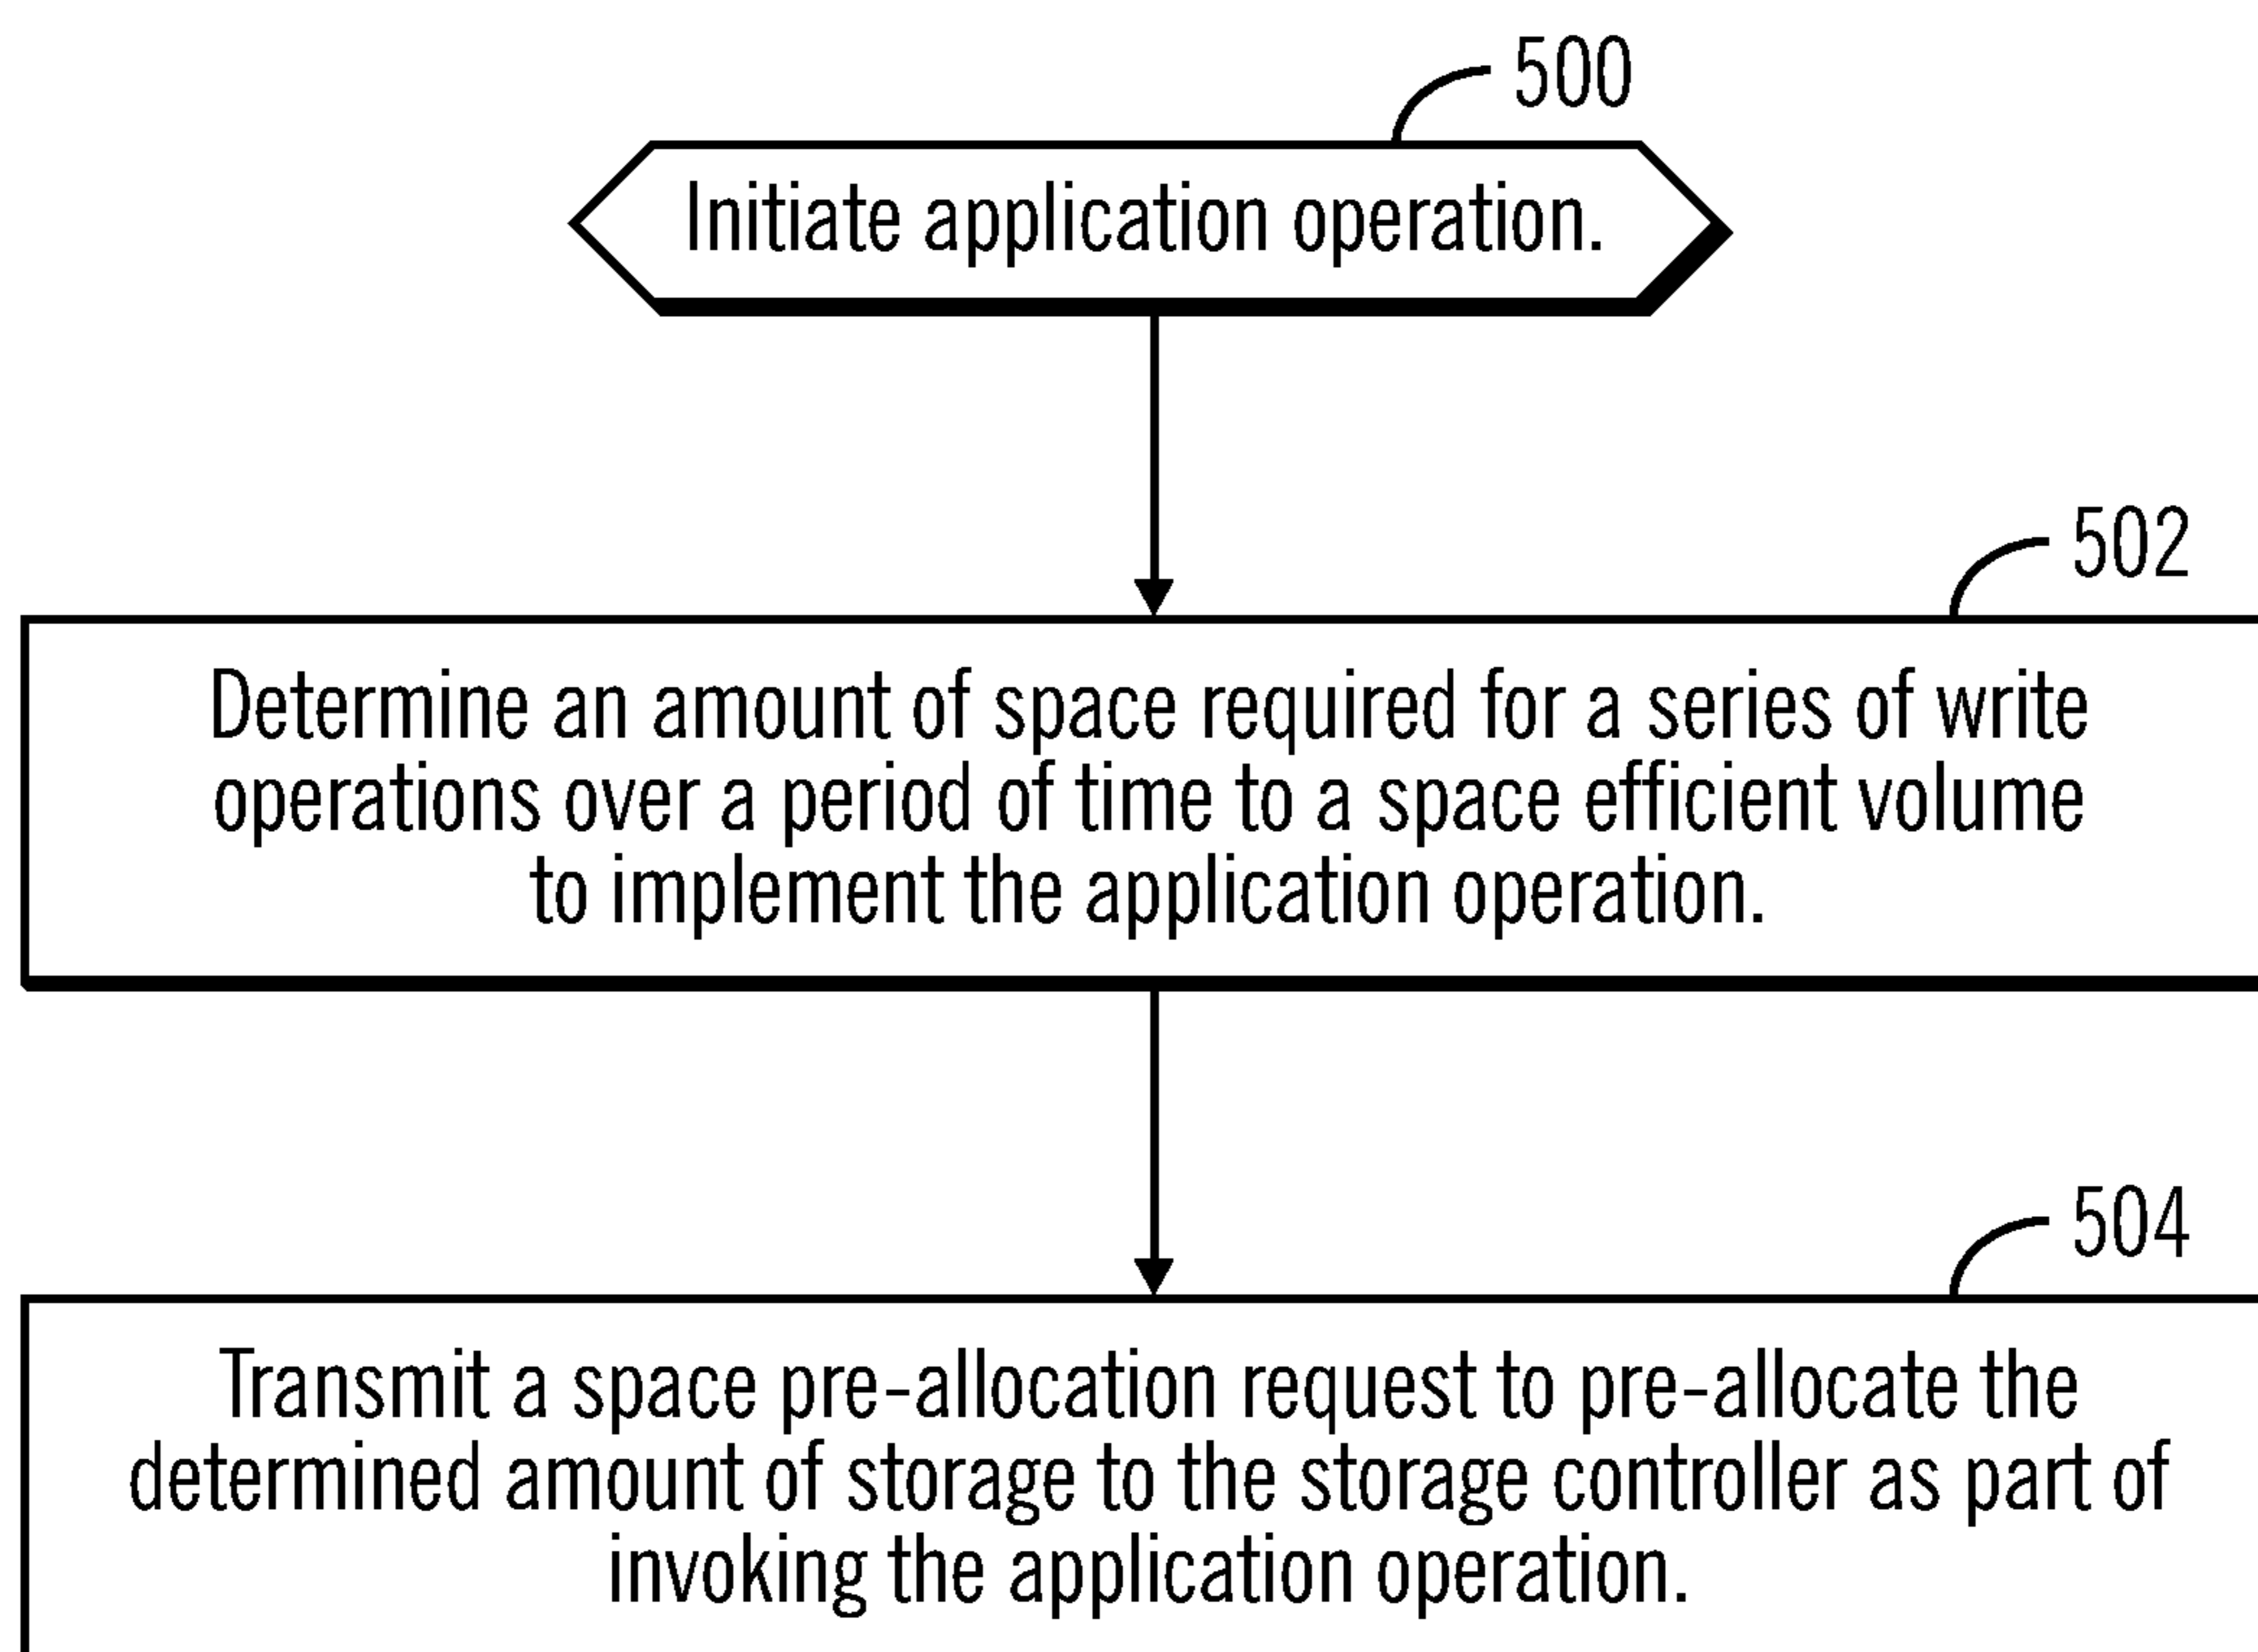 500
Initiate application operation.
502
Determine an amount of space required for a series of write
operations over a period of time to a space efficient volume
to implement the application operation.
504
Transmit a space pre-allocation request to pre-allocate the
determined amount of storage to the storage controller as part of
invoking the application operation.